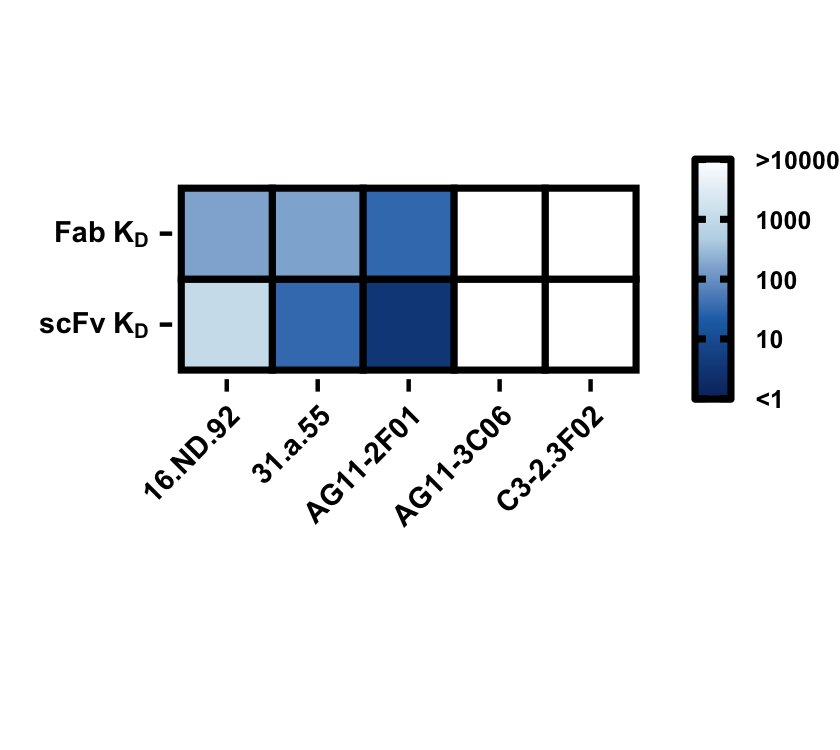 Fab KD
scFv KD
16.ND.92
31.a.55
AG11-2F01
AG11-3C06
C3-2.3F02
>10000
1000
100
10
<1